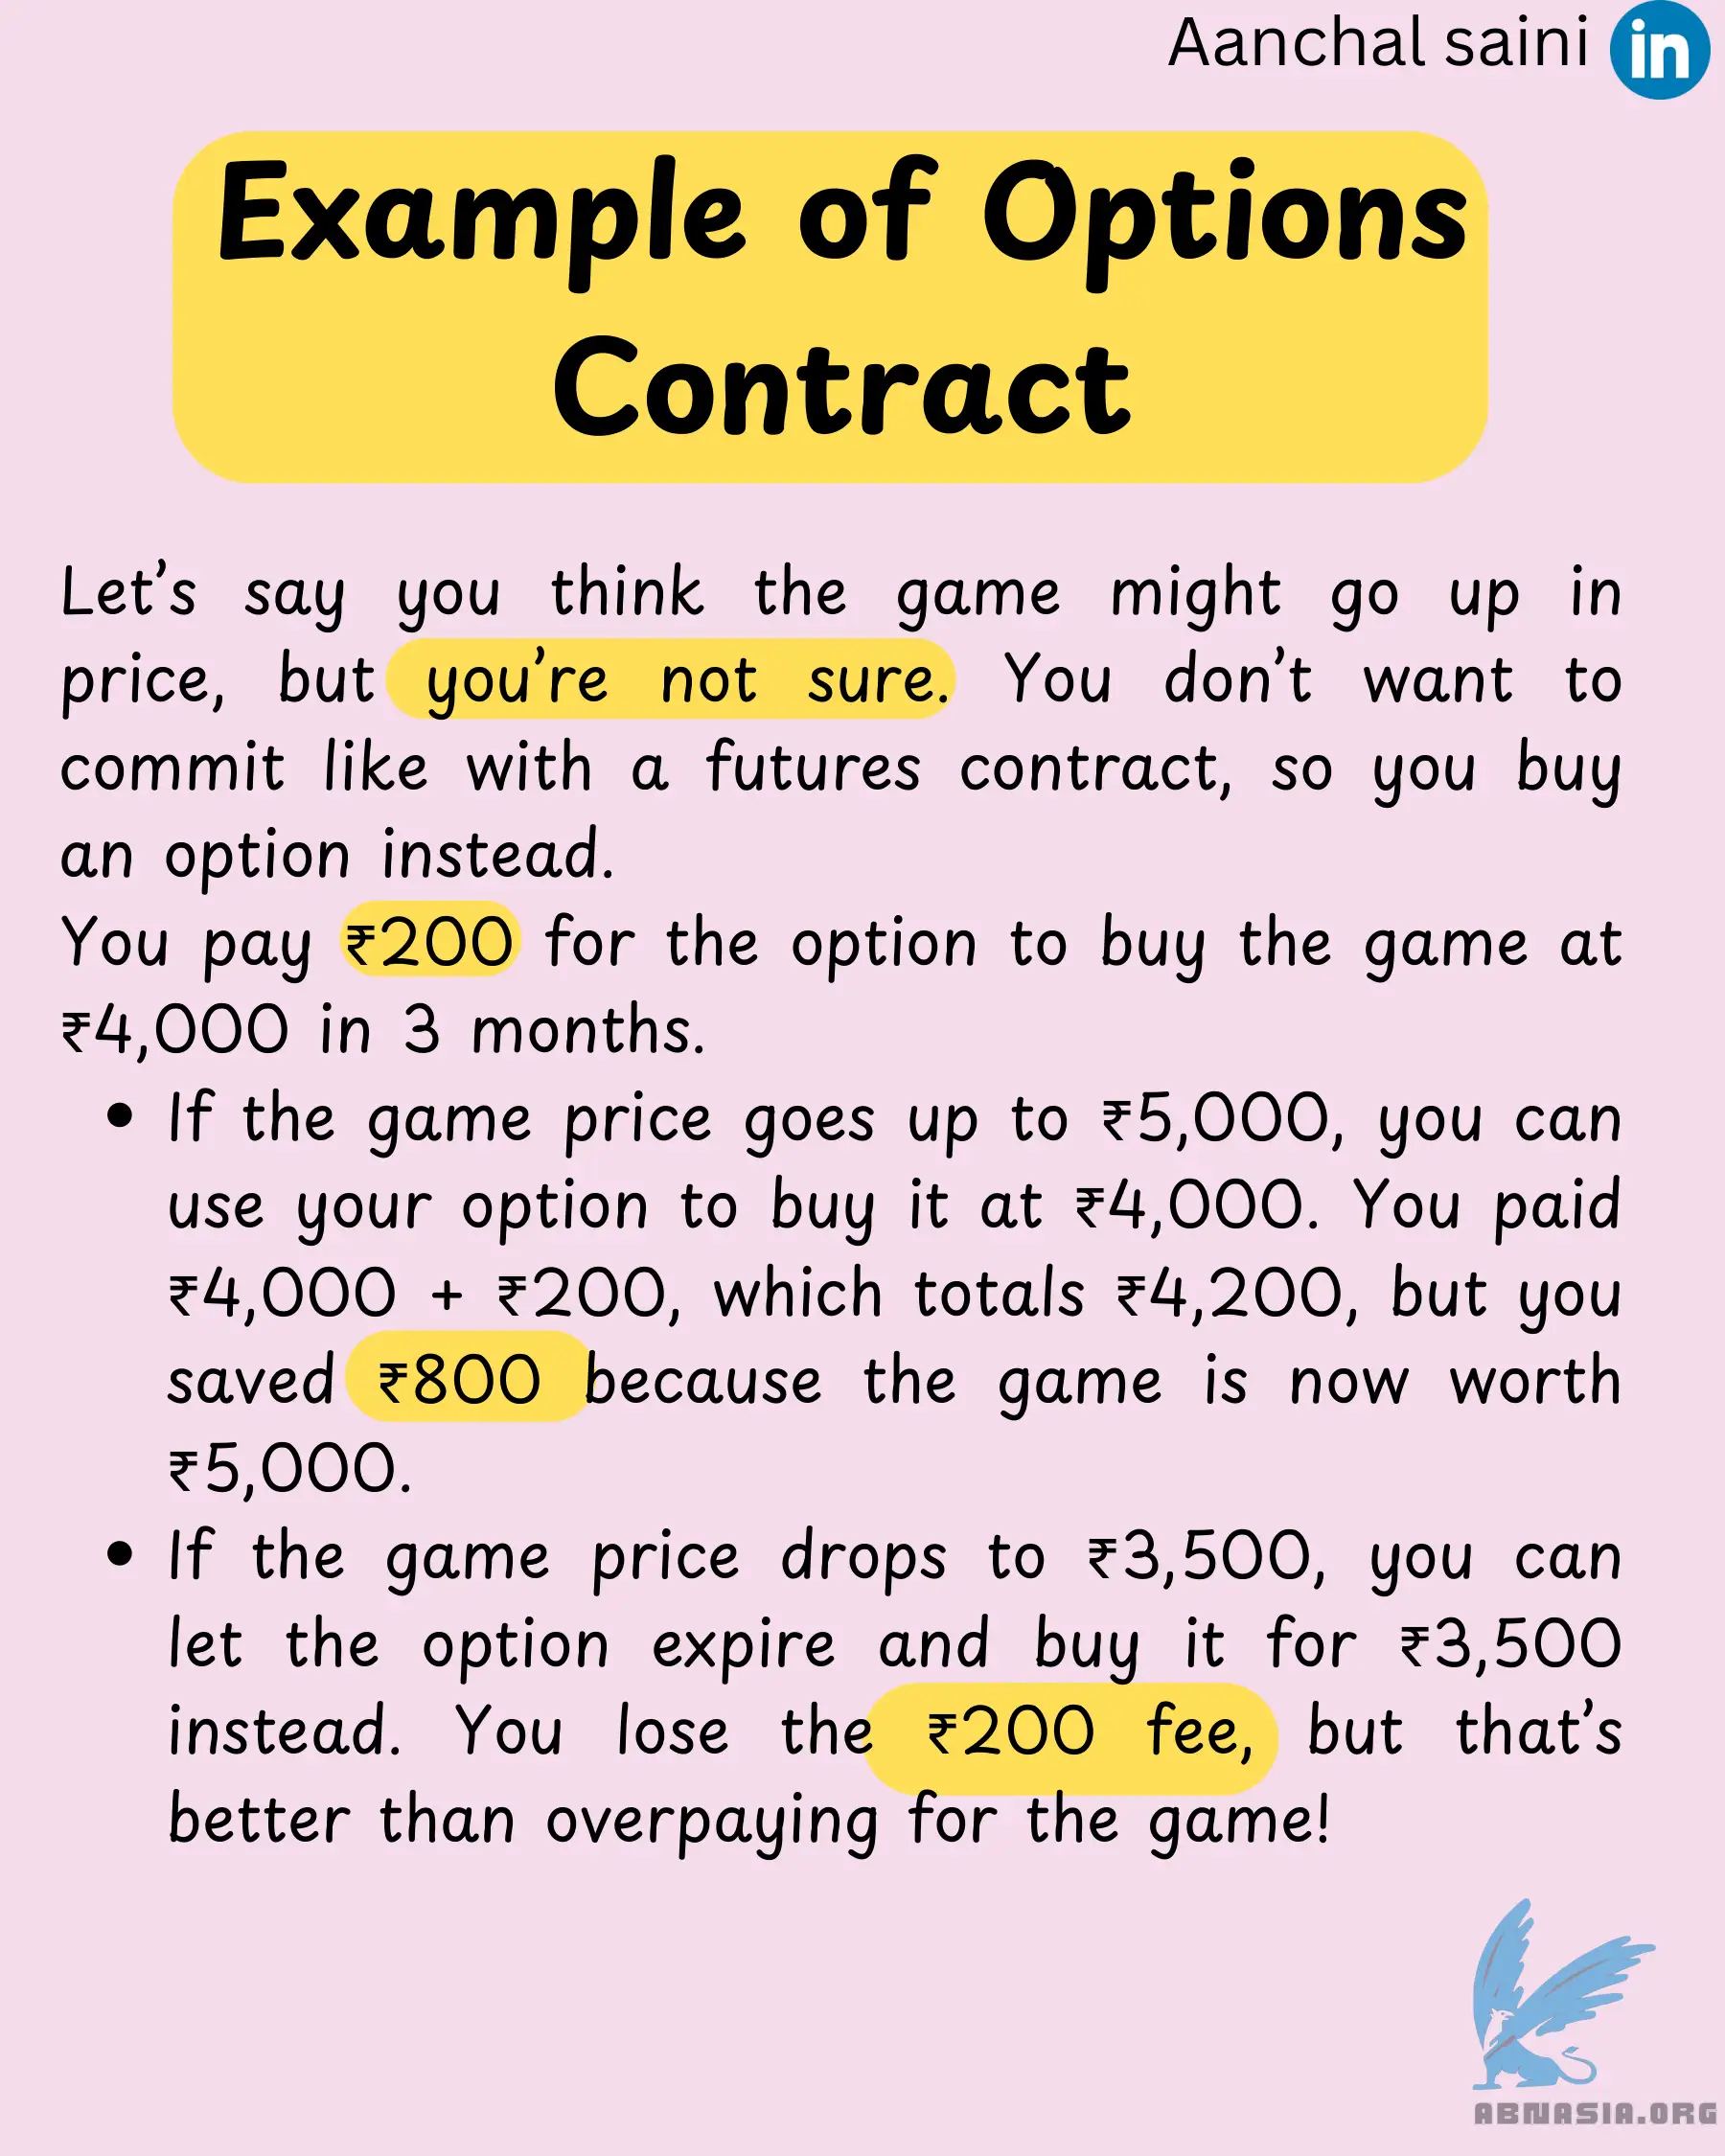 Aanchal saini in
Example of Options
Contract
Let's say you think the game might go up in
price, but you're not sure. You don't want to
commit like with a futures contract, so you buy
an option instead.
You pay ₹200 for the option to buy the game at
₹4,000 in 3 months.
• If the game price goes up to ₹5,000, you can
use your option to buy it at ₹4,000. You paid
₹4,000 + ₹200, which totals ₹4,200, but you
saved ₹800 because the game is now worth
₹5,000.
• If the game price drops to ₹3,500, you can
let the option expire and buy it for ₹3,500
instead. You lose the ₹200 fee, but that's
better than overpaying for the game!
ABNASIA.ORG